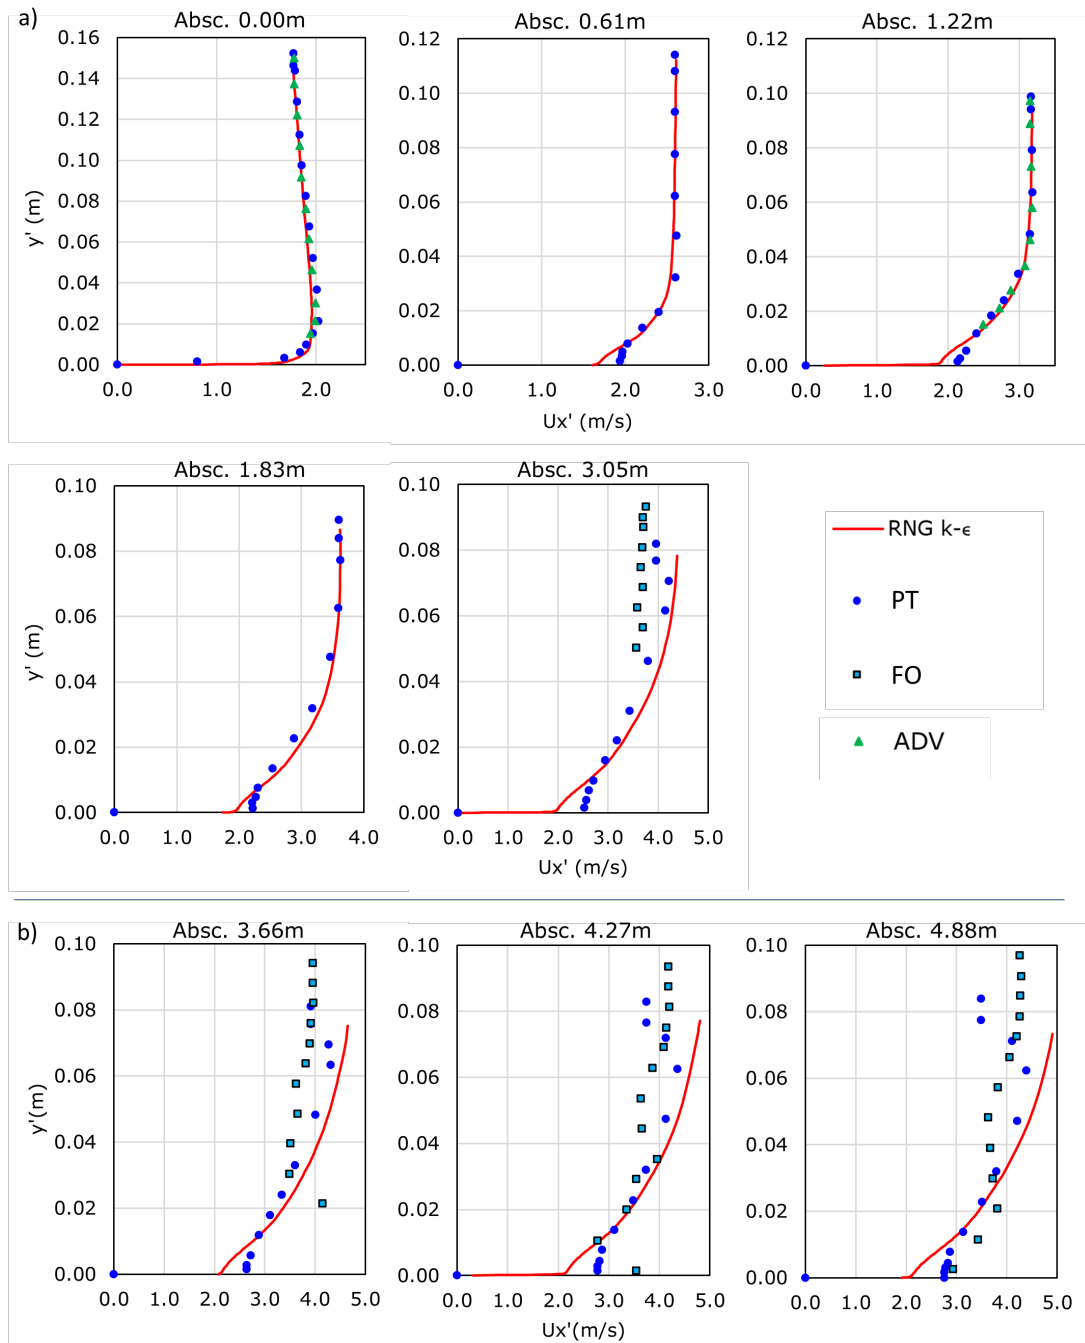 a)
Absc. 0.00m
Absc. 0.61m
Absc. 1.22m
y' (m)
0.16
0.14
0.12
0.10
0.08
0.06
0.04
0.02
0.00
0.12
0.10
0.08
0.06
0.04
0.02
0.00
0.12
0.10
0.08
0.06
0.04
0.02
0.00
0.0 1.0 2.0
0.0 1.0 2.0 3.0
0.0 1.0 2.0 3.0
Ux' (m/s)
Absc. 1.83m
Absc. 3.05m
y' (m)
0.10
0.08
0.06
0.04
0.02
0.00
0.10
0.08
0.06
0.04
0.02
0.00
0.0 1.0 2.0 3.0 4.0
0.0 1.0 2.0 3.0 4.0 5.0
Ux' (m/s)
RNG k-ϵ
PT
FO
ADV
b)
Absc. 3.66m
Absc. 4.27m
Absc. 4.88m
y'(m)
0.10
0.08
0.06
0.04
0.02
0.00
0.10
0.08
0.06
0.04
0.02
0.00
0.10
0.08
0.06
0.04
0.02
0.00
0.0 1.0 2.0 3.0 4.0 5.0
0.0 1.0 2.0 3.0 4.0 5.0
0.0 1.0 2.0 3.0 4.0 5.0
Ux'(m/s)